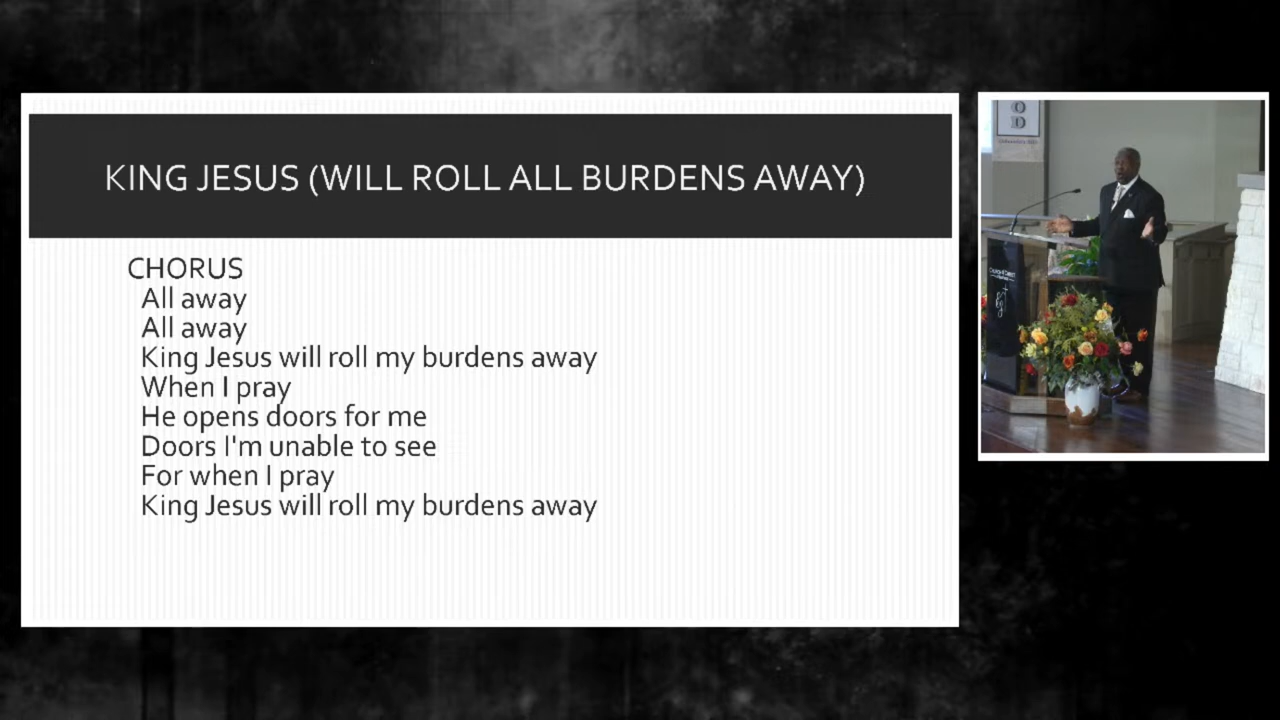 KING JESUS (WILL ROLL ALL BURDENS AWAY)
CHORUS
All away
All away
King Jesus will roll my burdens away
When I pray
He opens doors for me
Doors I'm unable to see
For when I pray
King Jesus will roll my burdens away
O
D